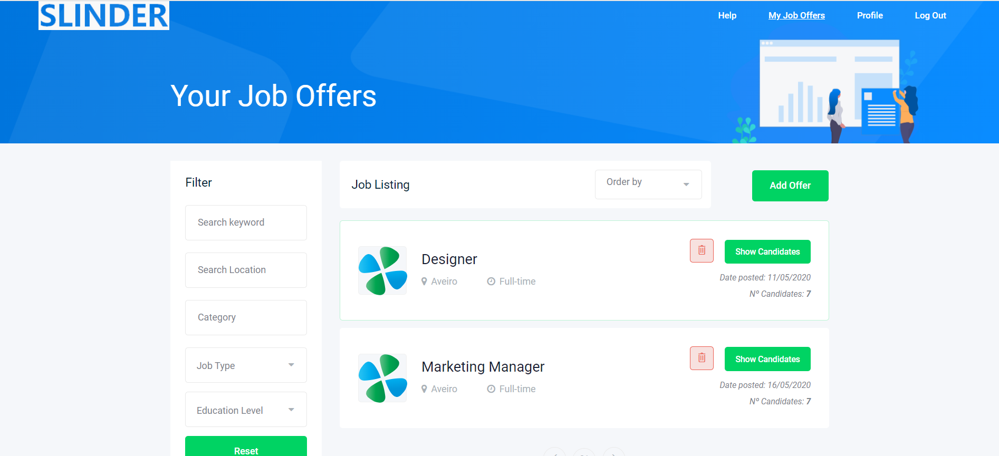 SLINDER
Help My Job Offers Profile Log Out
Your Job Offers
Filter
Search keyword
Search Location
Category
Job Type
Education Level
Reset
Job Listing
Order by
Add Offer
Designer
Aveiro Full-time
Show Candidates
Date posted: 11/05/2020
Nº Candidates: 7
Marketing Manager
Aveiro Full-time
Show Candidates
Date posted: 16/05/2020
Nº Candidates: 7